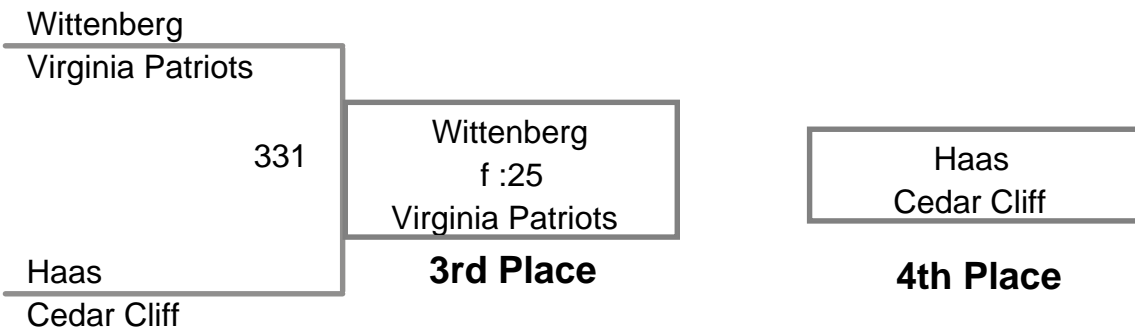 Wittenberg
Virginia Patriots
331
Haas
Cedar Cliff
Wittenberg
f :25
Virginia Patriots
3rd Place
Haas
Cedar Cliff
4th Place